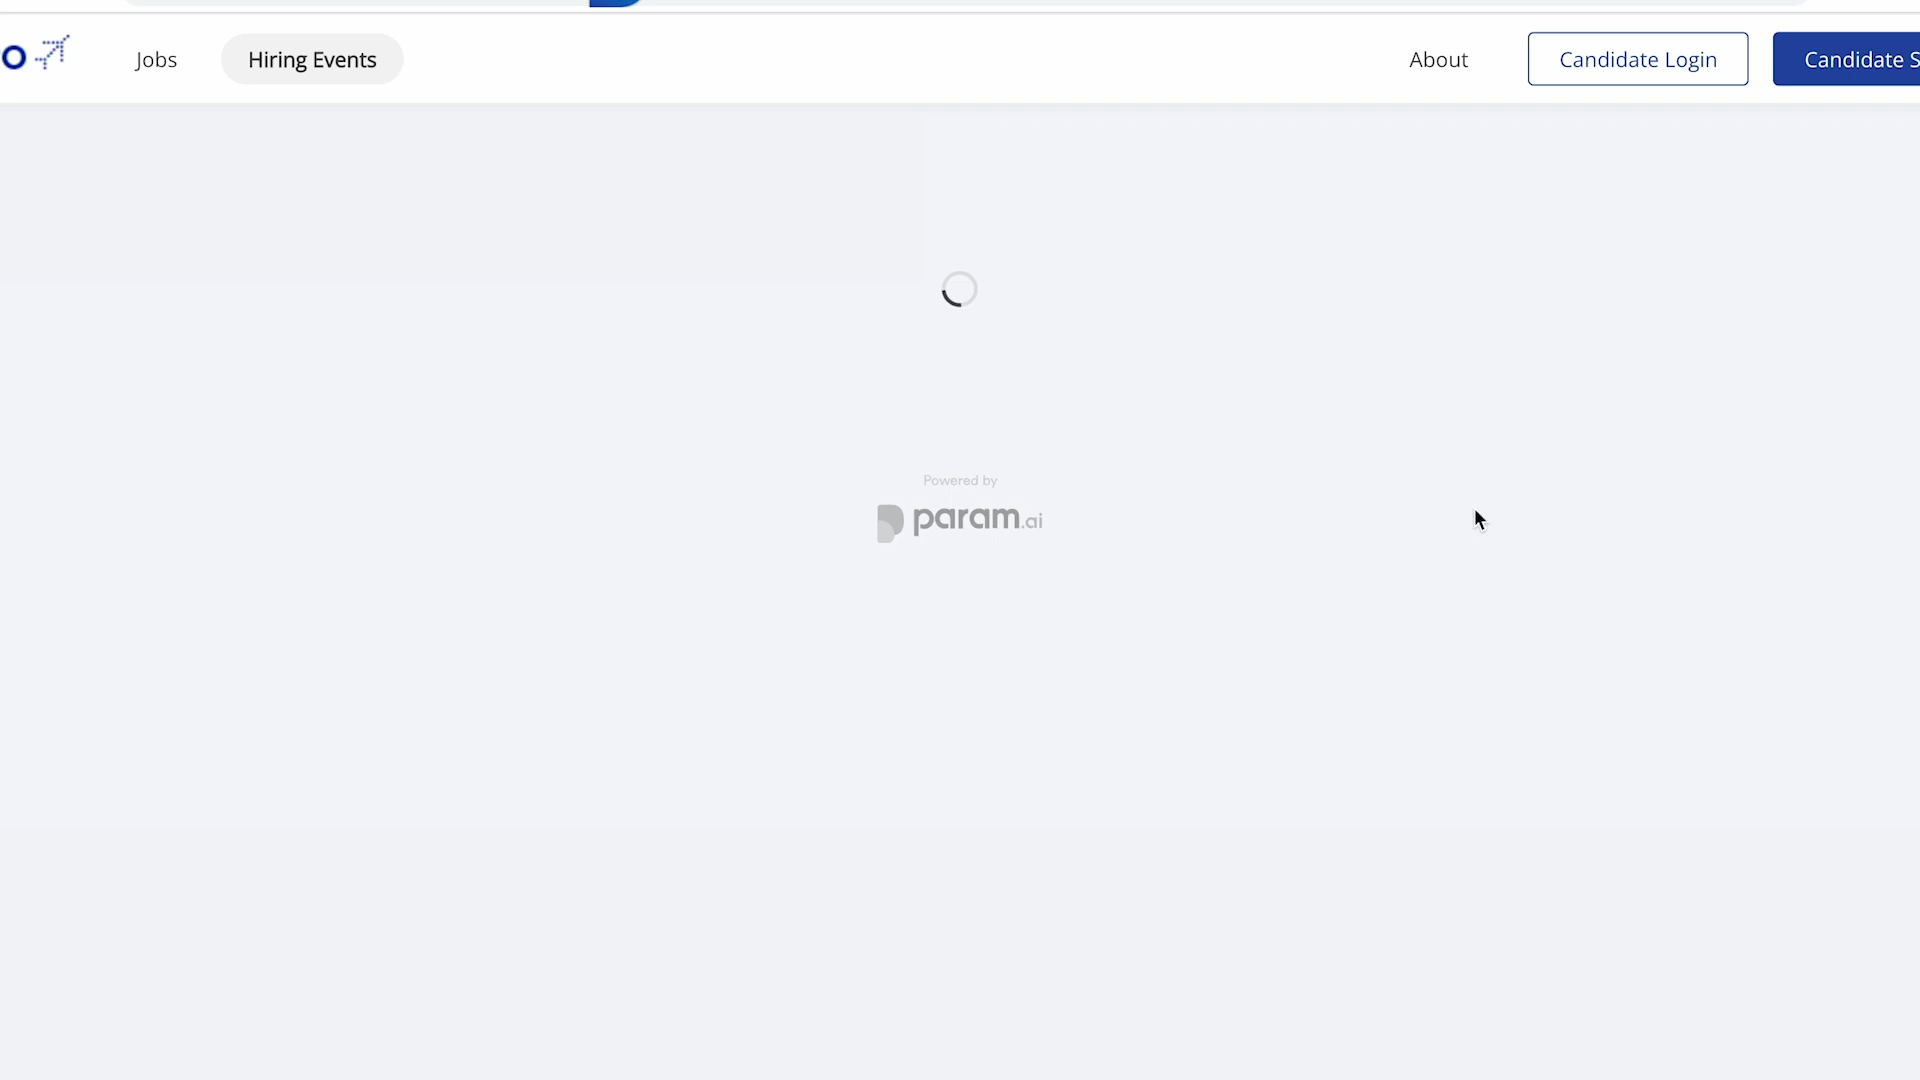 o
Jobs
Hiring Events
About
Candidate Login
Candidate S
Powered by
param.ai